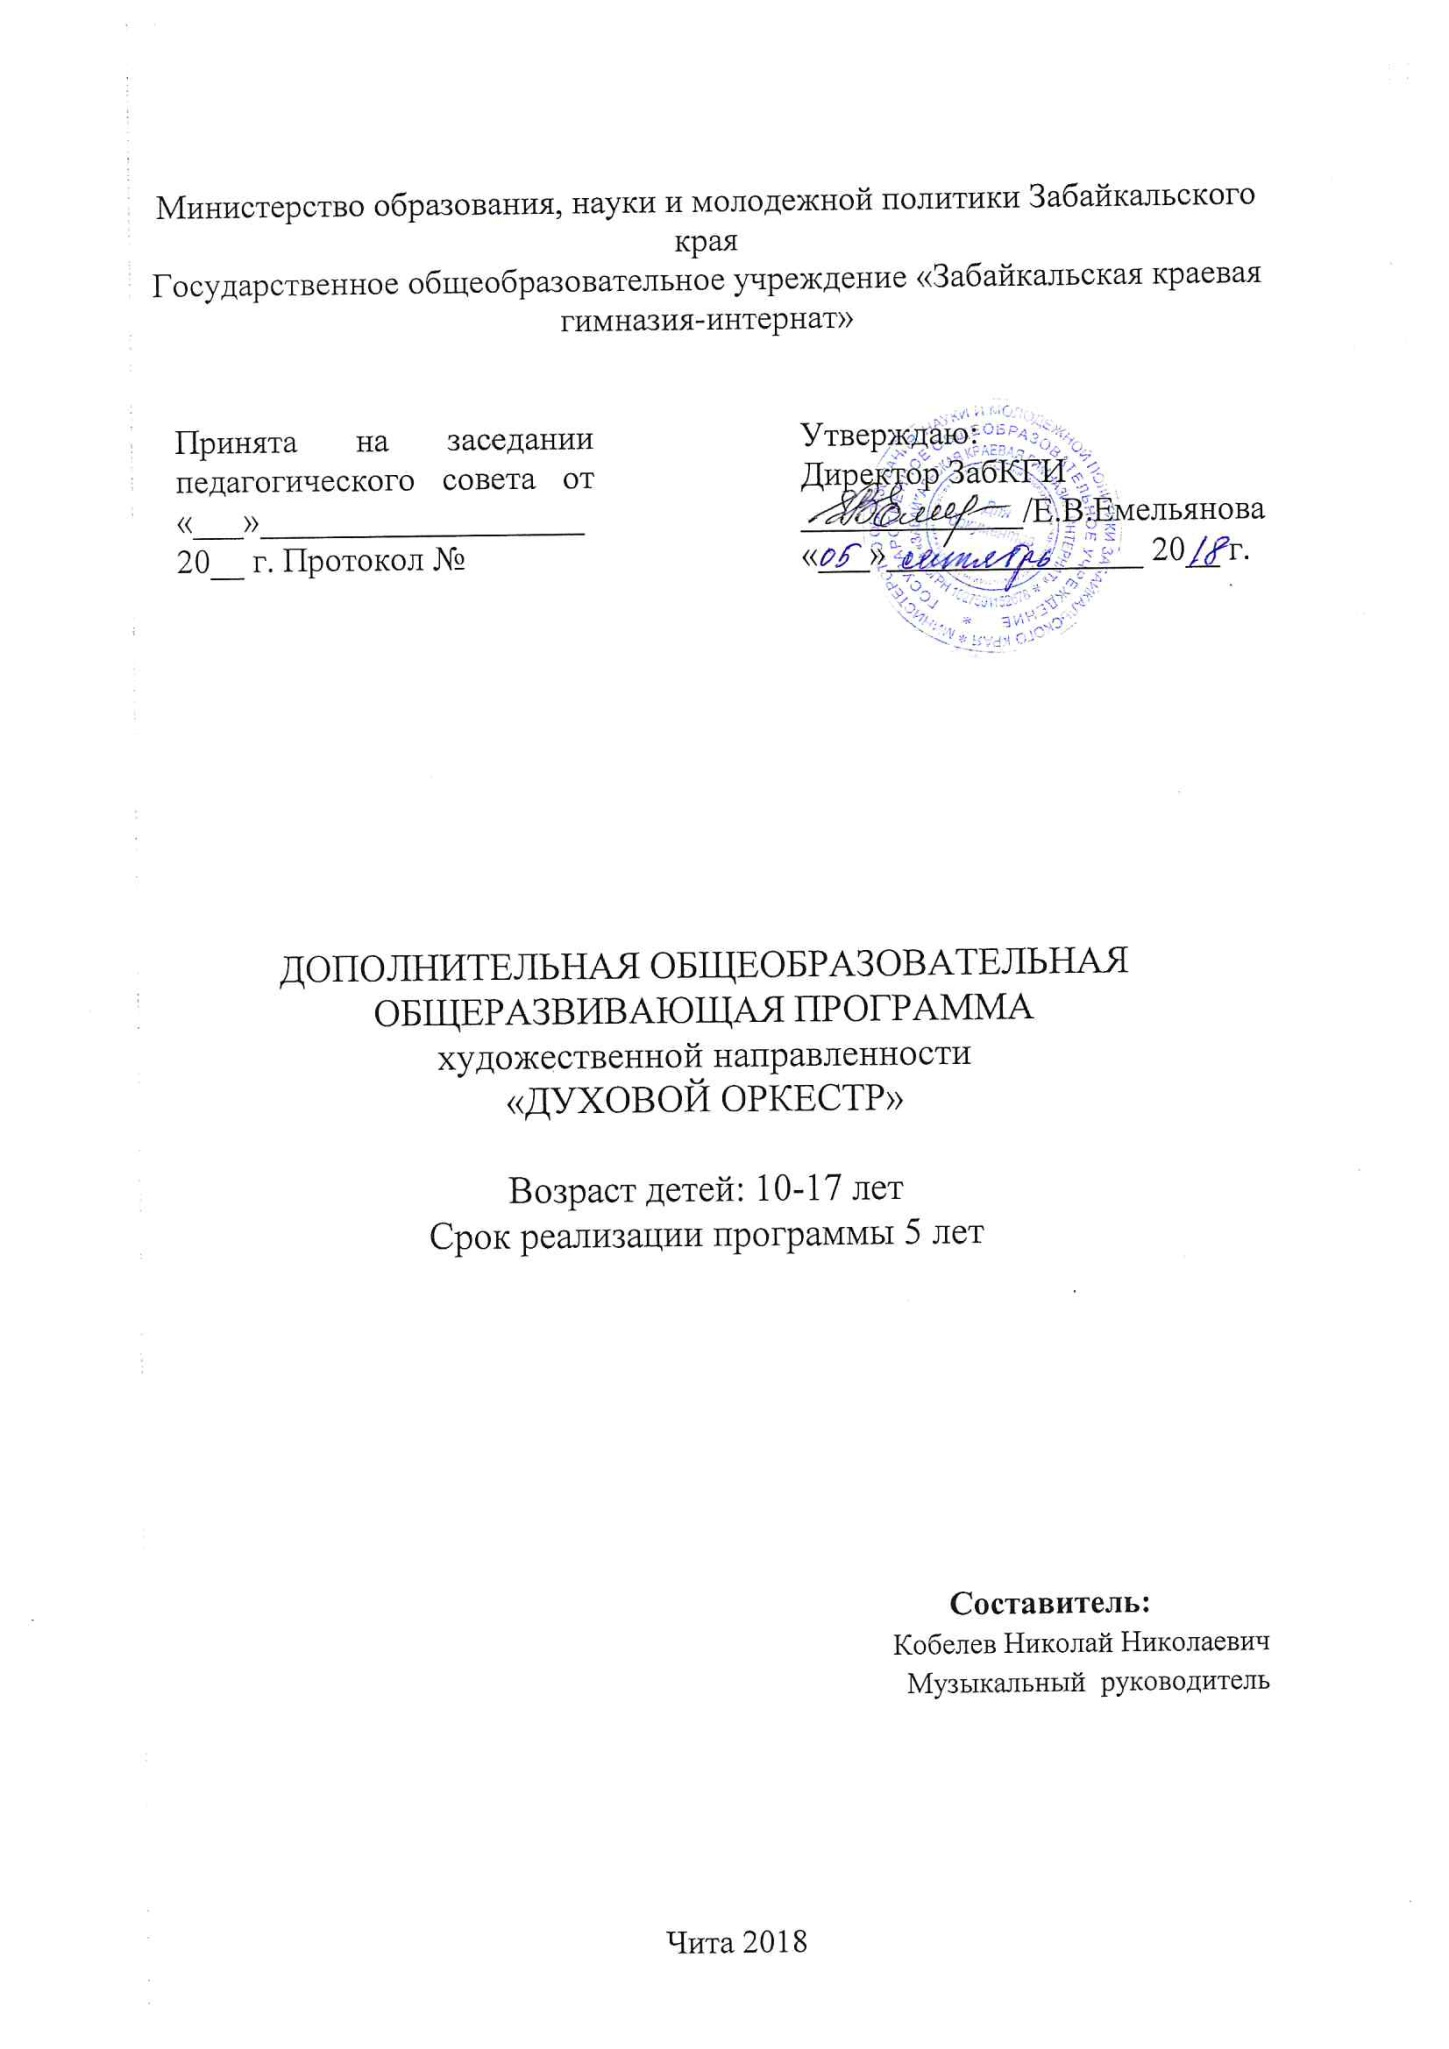 Министерство образования, науки и молодежной политики Забайкальского
края
Государственное общеобразовательное учреждение «Забайкальская краевая
гимназия-интернат»
Принята на заседании
педагогического совета от
«___»____________________
20__ г. Протокол №
Утверждаю:
Директор ЗабКГИ
_____________/Е.В.Емельянова
«05» сентябрь 2018г.
ДОПОЛНИТЕЛЬНАЯ ОБЩЕОБРАЗОВАТЕЛЬНАЯ
ОБЩЕРАЗВИВАЮЩАЯ ПРОГРАММА
художественной направленности
«ДУХОВОЙ ОРКЕСТР»
Возраст детей: 10-17 лет
Срок реализации программы 5 лет
Составитель:
Кобелев Николай Николаевич
Музыкальный руководитель
Чита 2018